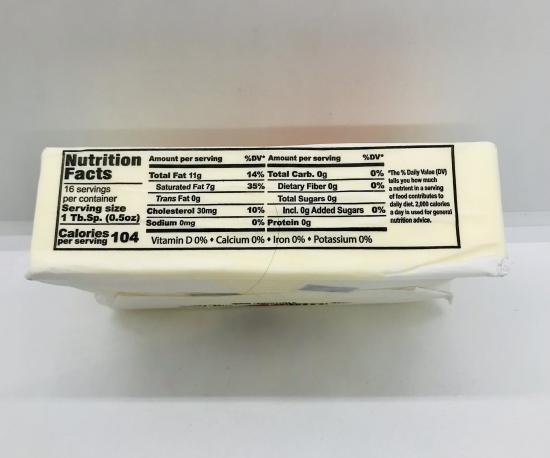 Nutrition
Facts
16 servings
per container
Serving size
1 Tb.Sp. (0.5oz)
Calories
per serving 104
Amount per serving %DV*
Total Fat 11g 14%
Saturated Fat 7g 35%
Trans Fat 0g
Cholesterol 30mg 10%
Sodium 0mg 0%
Amount per serving %DV*
Total Carb. 0g 0%
Dietary Fiber 0g 0%
Total Sugars 0g
Incl. 0g Added Sugars 0%
Protein 0g
Vitamin D 0% • Calcium 0% • Iron 0% • Potassium 0%
*The % Daily Value (DV)
tells you how much
a nutrient in a serving
of food contributes to
daily diet. 2,000 calories
a day is used for general
nutrition advice.